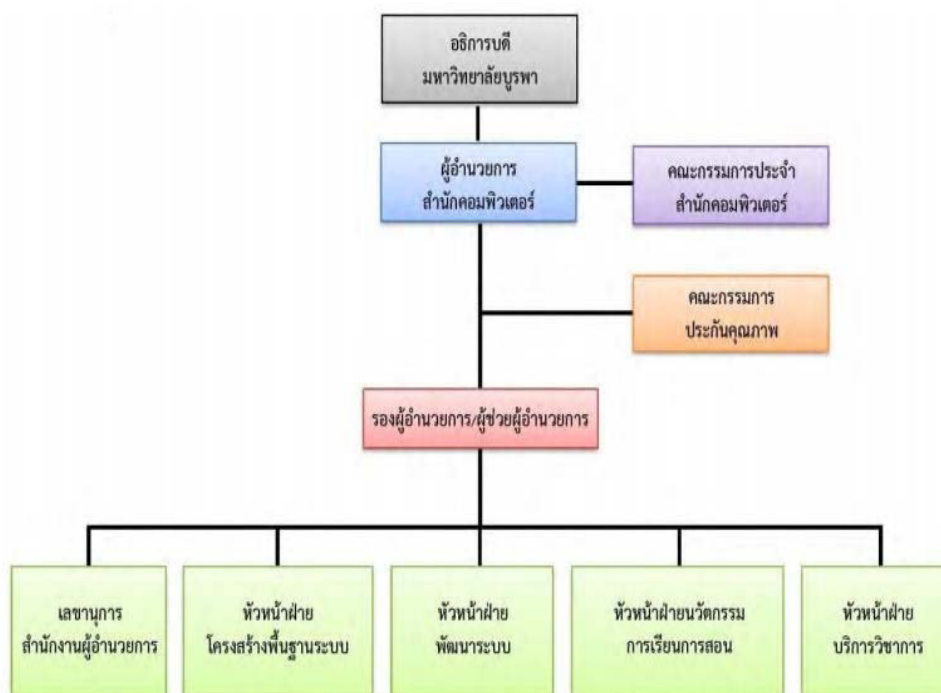 อธิการบดี
มหาวิทยาลัยบูรพา
ผู้อำนวยการ
สำนักคอมพิวเตอร์
คณะกรรมการประจำ
สำนักคอมพิวเตอร์
คณะกรรมการ
ประกันคุณภาพ
รองผู้อำนวยการ/ผู้ช่วยผู้อำนวยการ
เลขานุการ
สำนักงานผู้อำนวยการ
หัวหน้าฝ่าย
โครงสร้างพื้นฐานระบบ
หัวหน้าฝ่าย
พัฒนาระบบ
หัวหน้าฝ่ายนวัตกรรม
การเรียนการสอน
หัวหน้าฝ่าย
บริการวิชาการ